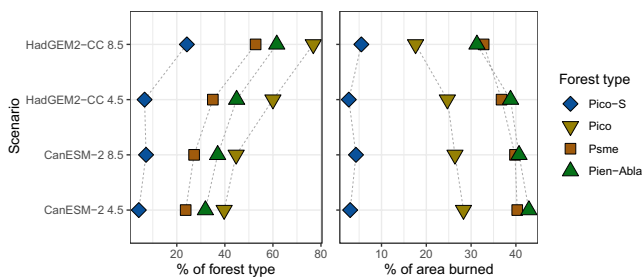 Scenario
HadGEM2−CC 8.5
HadGEM2−CC 4.5
CanESM−2 8.5
CanESM−2 4.5
20 40 60 80
% of forest type
10 20 30 40
% of area burned
Forest type
Pico−S
Pico
Psme
Pien−Abla